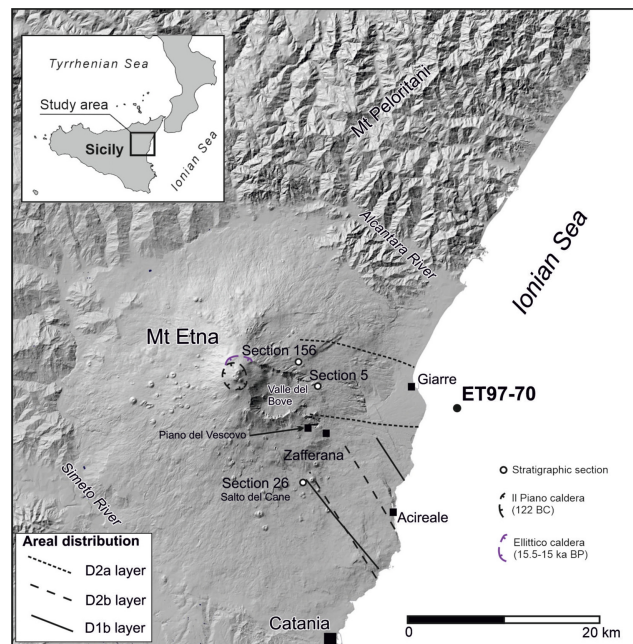 Tyrrhenian Sea
Study area
Sicily
Ionian Sea
Mt Peloritani
Alcantara River
Ionian Sea
Mt Etna
Section 156
Section 5
Valle del
Bove
Giarre
ET97-70
Piano del Vescovo
Zafferana
Simeto River
Section 26
Salto del Cane
Acireale
Stratigraphic section
Il Piano caldera
(122 BC)
Ellittico caldera
(15.5-15 ka BP)
Areal distribution
D2a layer
D2b layer
D1b layer
Catania
0
20 km